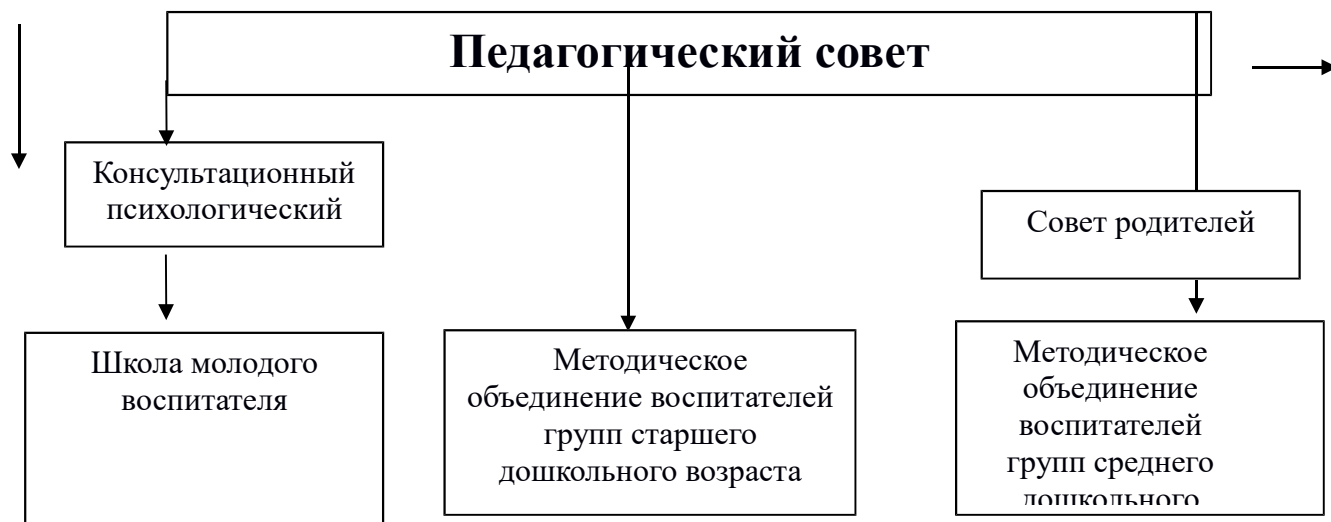 Педагогический совет
Консультационный
психологический
Совет родителей
Школа молодого
воспитателя
Методическое
объединение воспитателей
групп старшего
дошкольного возраста
Методическое
объединение
воспитателей
групп среднего
дошкольного